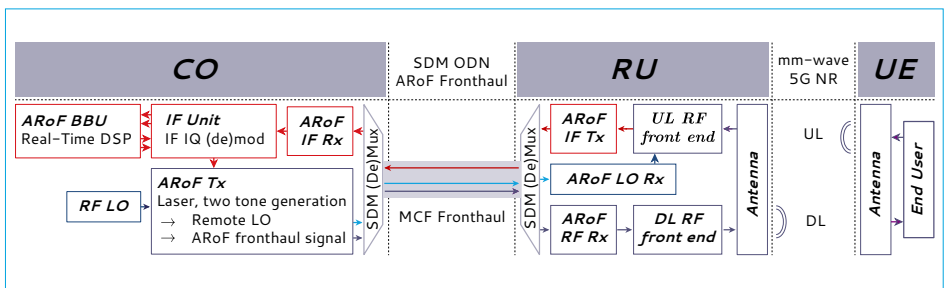 CO
SDM ODN
ARoF Fronthaul
RU
mm-wave
5G NR
UE
ARoF BBU
Real-Time DSP
IF Unit
IF IQ (de)mod
ARoF
IF Rx
SDM (De)Mux
ARoF Tx
Laser, two tone generation
→ Remote LO
→ ARoF fronthaul signal
RF LO
MCF Fronthaul
SDM (De)Mux
ARoF
IF Tx
UL RF
front end
ARoF LO Rx
ARoF
RF Rx
DL RF
front end
Antenna
UL
DL
Antenna
End User